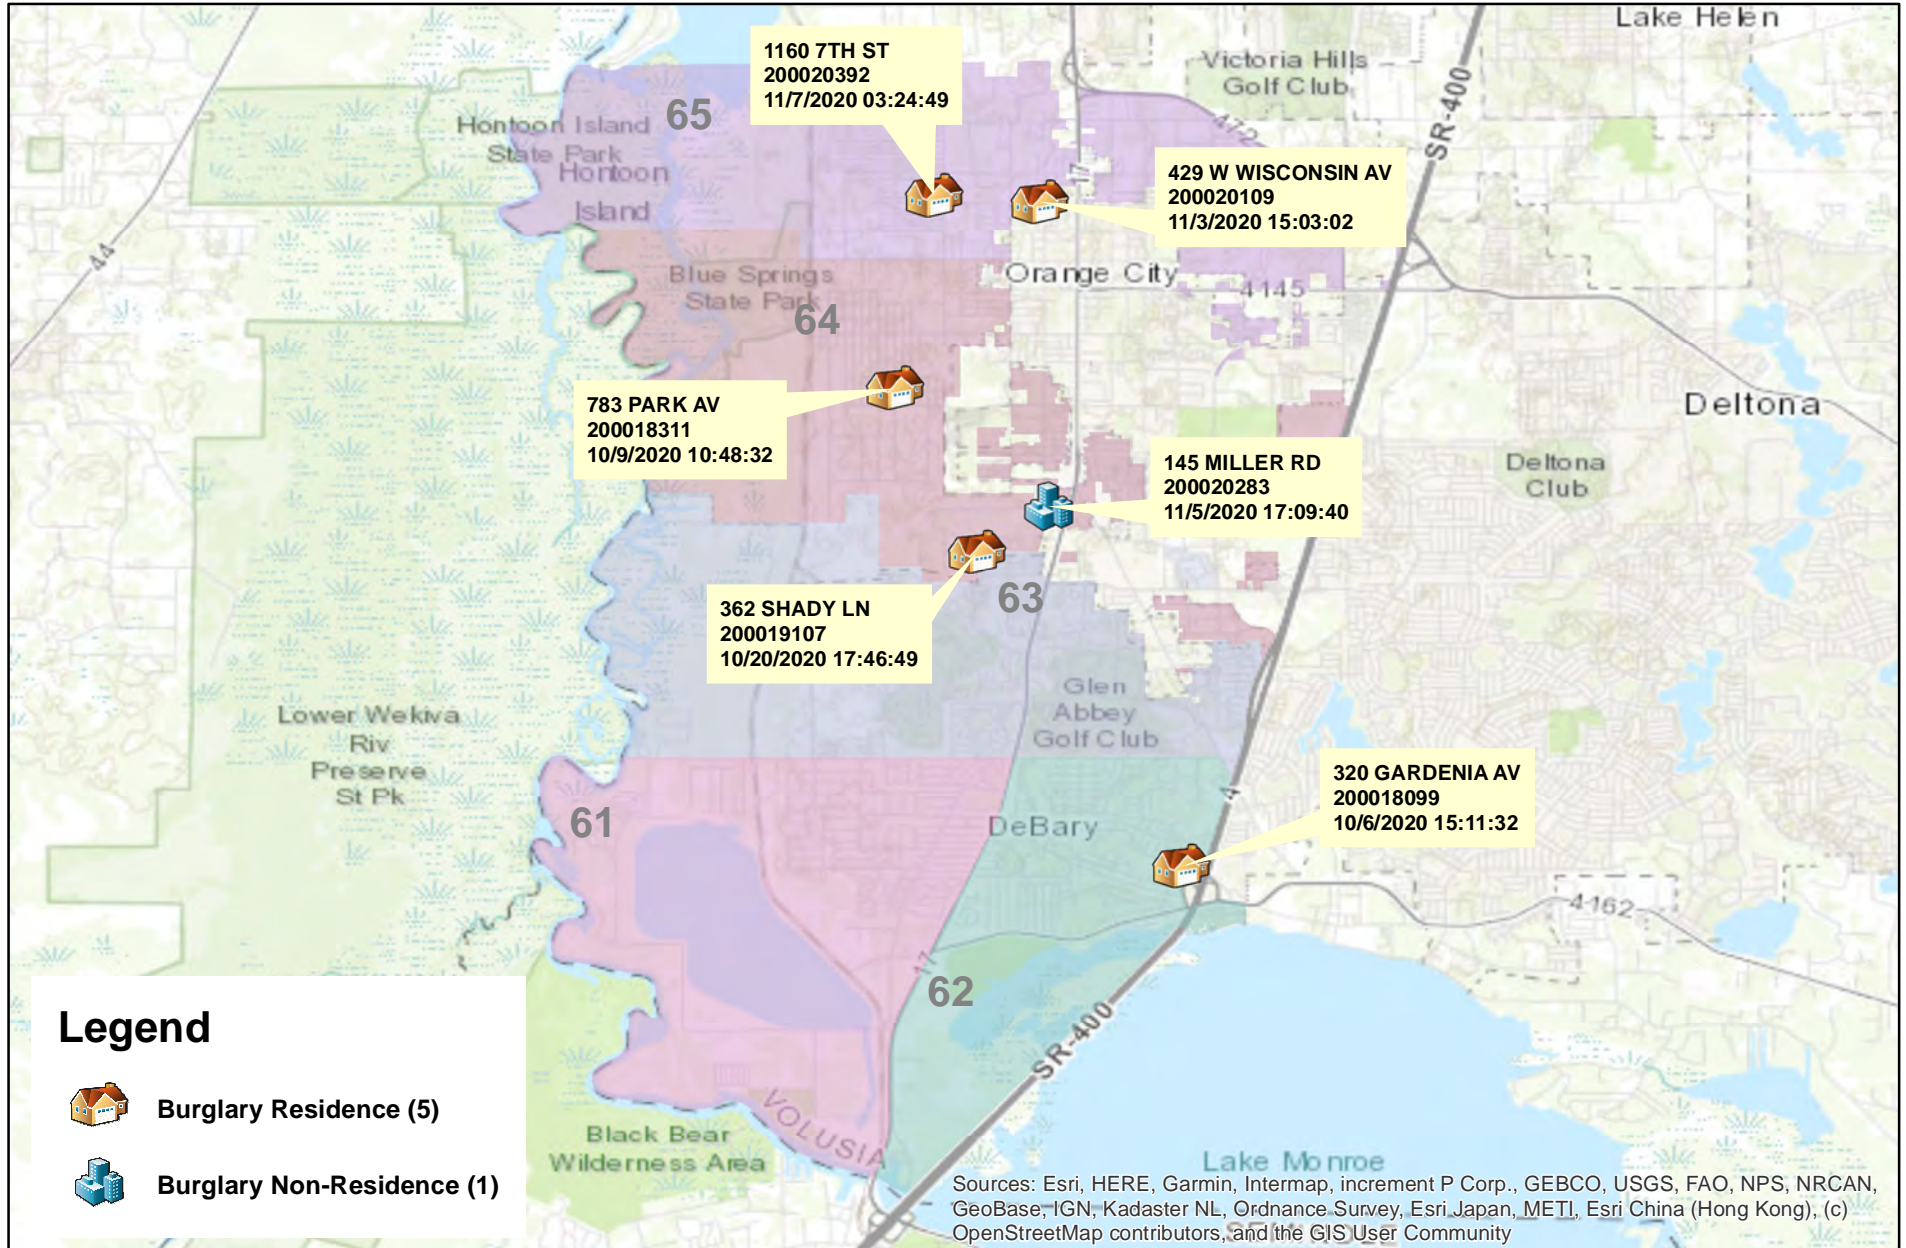 Lake Helen
1160 7TH ST
200020392
11/7/2020 03:24:49
Victoria Hills
Golf Club
SR-400
472
65
Hontoon Island
State Park
Hontoon
Island
17
429 W WISCONSIN AV
200020109
11/3/2020 15:03:02
44
Blue Springs
State Park
64
Orange City
4145
783 PARK AV
200018311
10/9/2020 10:48:32
Deltona
145 MILLER RD
200020283
11/5/2020 17:09:40
Deltona
Club
362 SHADY LN
200019107
10/20/2020 17:46:49
63
Glen
Abbey
Golf Club
Lower Wekiva
Riv
Preserve
St Pk
320 GARDENIA AV
200018099
10/6/2020 15:11:32
4
61
DeBary
4162
17
62
SR-400
Legend
Burglary Residence (5)
Burglary Non-Residence (1)
VOLUSIA
Black Bear
Wilderness Area
Lake Monroe
Sources: Esri, HERE, Garmin, Intermap, increment P Corp., GEBCO, USGS, FAO, NPS, NRCAN,
GeoBase, IGN, Kadaster NL, Ordnance Survey, Esri Japan, METI, Esri China (Hong Kong), (c)
OpenStreetMap contributors, and the GIS User Community